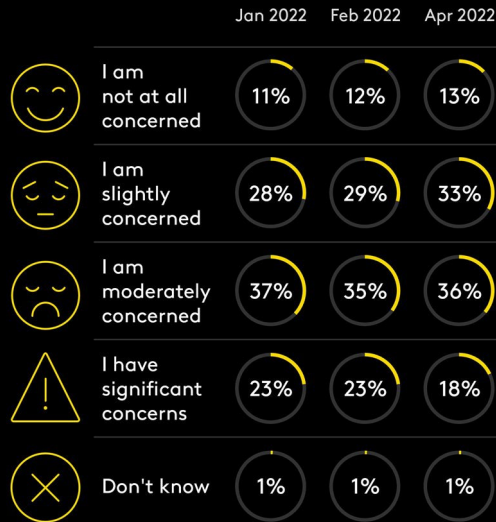 Jan 2022 Feb 2022 Apr 2022
I am
not at all
concerned
11% 12% 13%
I am
slightly
concerned
28% 29% 33%
I am
moderately
concerned
37% 35% 36%
I have
significant
concerns
23% 23% 18%
Don't know 1% 1% 1%